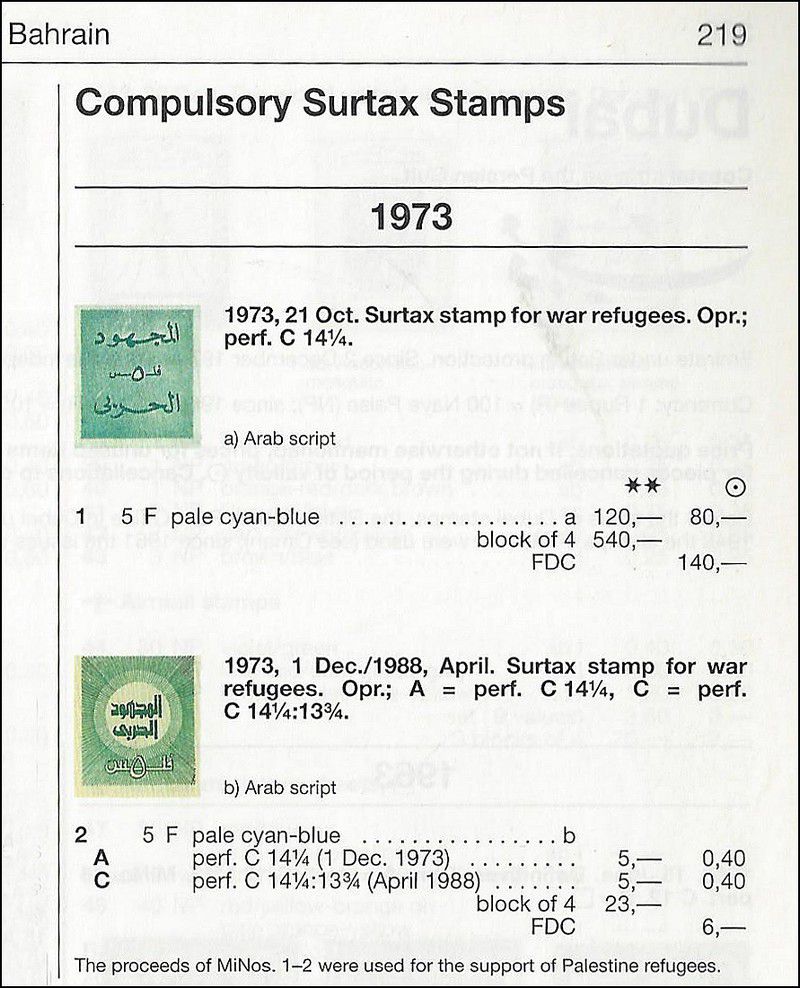 Bahrain 219
Compulsory Surtax Stamps
1973
المجهود
فلس ٥
الحربي
1973, 21 Oct. Surtax stamp for war refugees. Opr.;
perf. C 14¼.
a) Arab script
✶✶ ⊙
1 5 F pale cyan-blue . . . . . . . . . . . . . . . . . . . . a 120,— 80,—
block of 4 540,—
FDC 140,—
المجهود
الحربي
فلس ٥
1973, 1 Dec./1988, April. Surtax stamp for war
refugees. Opr.; A = perf. C 14¼, C = perf.
C 14¼:13¾.
b) Arab script
2 5 F pale cyan-blue . . . . . . . . . . . . . . . . . . b
A perf. C 14¼ (1 Dec. 1973) . . . . . . . . . . 5,— 0,40
C perf. C 14¼:13¾ (April 1988) . . . . . . . 5,— 0,40
block of 4 23,—
FDC 6,—
The proceeds of MiNos. 1–2 were used for the support of Palestine refugees.